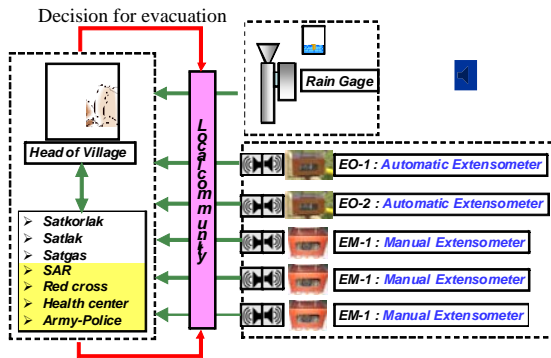 Decision for evacuation
Head of Village
Satkorlak
Satlak
Satgas
SAR
Red cross
Health center
Army-Police
Local community
Rain Gage
EO-1 : Automatic Extensometer
EO-2 : Automatic Extensometer
EM-1 : Manual Extensometer
EM-1 : Manual Extensometer
EM-1 : Manual Extensometer